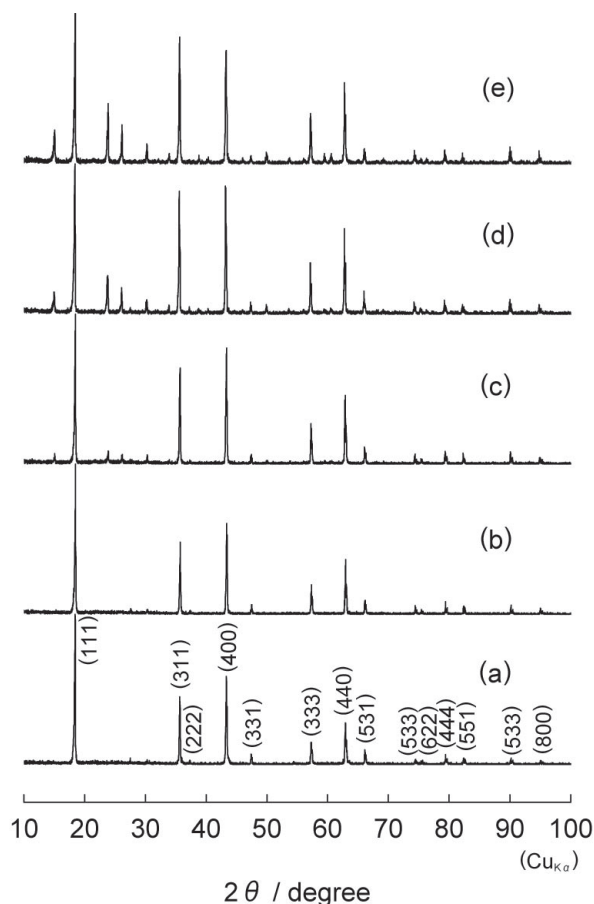 (e)
(d)
(c)
(b)
(a)
(111)
(311)
(222)
(400)
(331)
(333)
(440)
(531)
(533)
(622)
(444)
(551)
(533)
(800)
10 20 30 40 50 60 70 80 90 100
(CuKα)
2 θ / degree